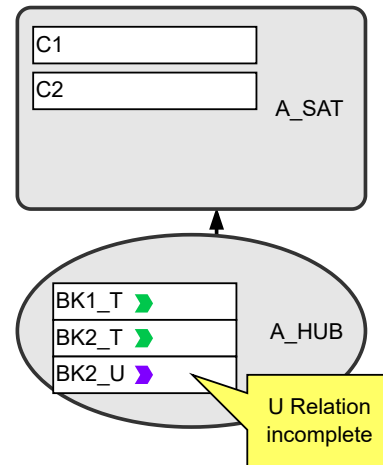 C1
C2
A_SAT
BK1_T
BK2_T
BK2_U
A_HUB
U Relation
incomplete